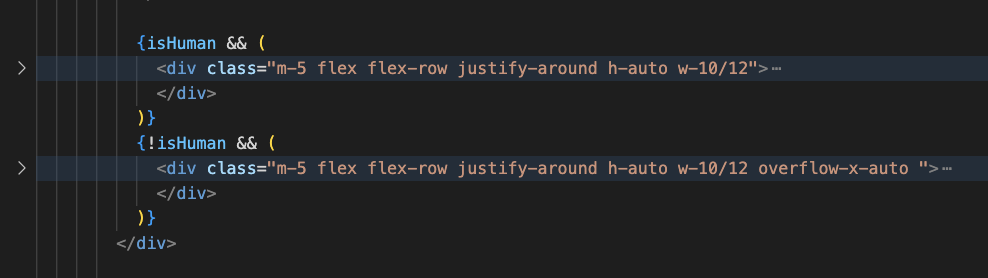 {isHuman && (
<div class="m-5 flex flex-row justify-around h-auto w-10/12">⋯
</div>
)}
{!isHuman && (
<div class="m-5 flex flex-row justify-around h-auto w-10/12 overflow-x-auto ">⋯
</div>
)}
</div>